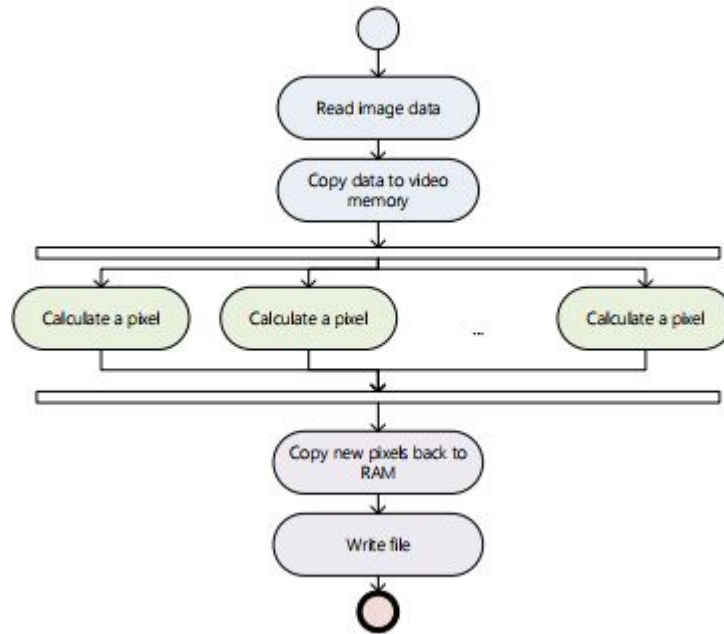 Read image data
Copy data to video
memory
Calculate a pixel
Calculate a pixel
...
Calculate a pixel
Copy new pixels back to
RAM
Write file